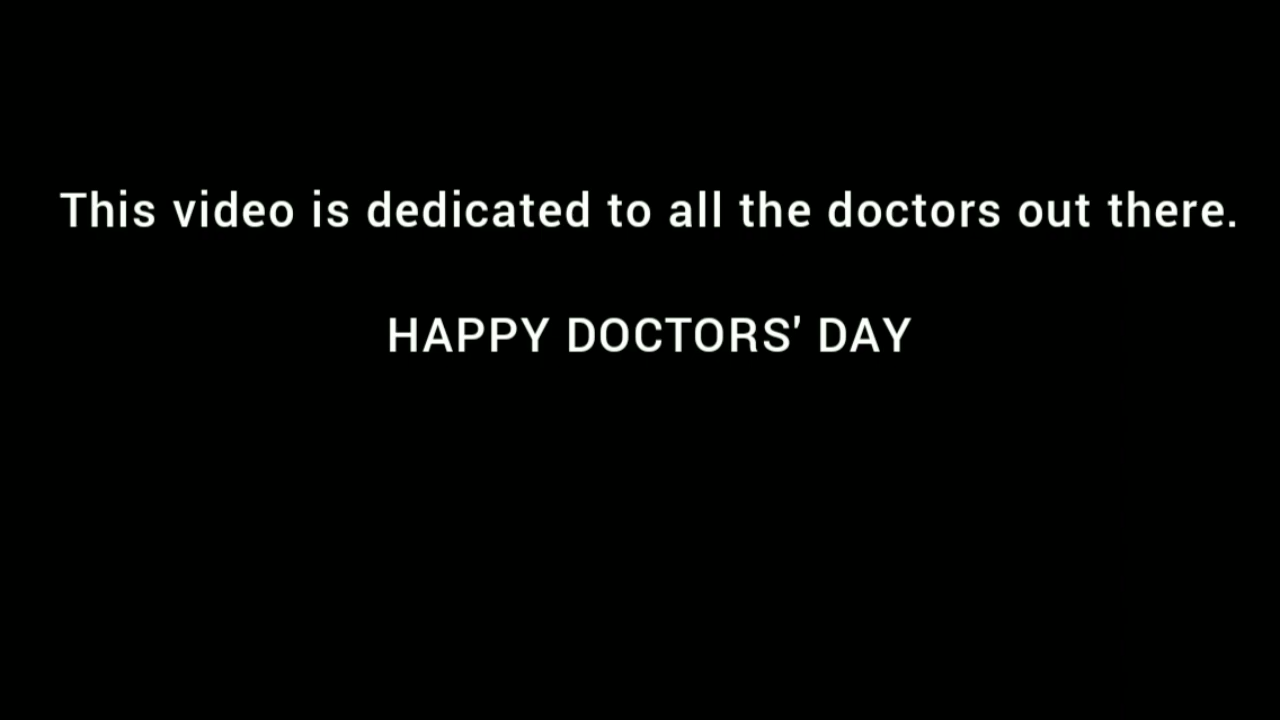 This video is dedicated to all the doctors out there.
HAPPY DOCTORS' DAY